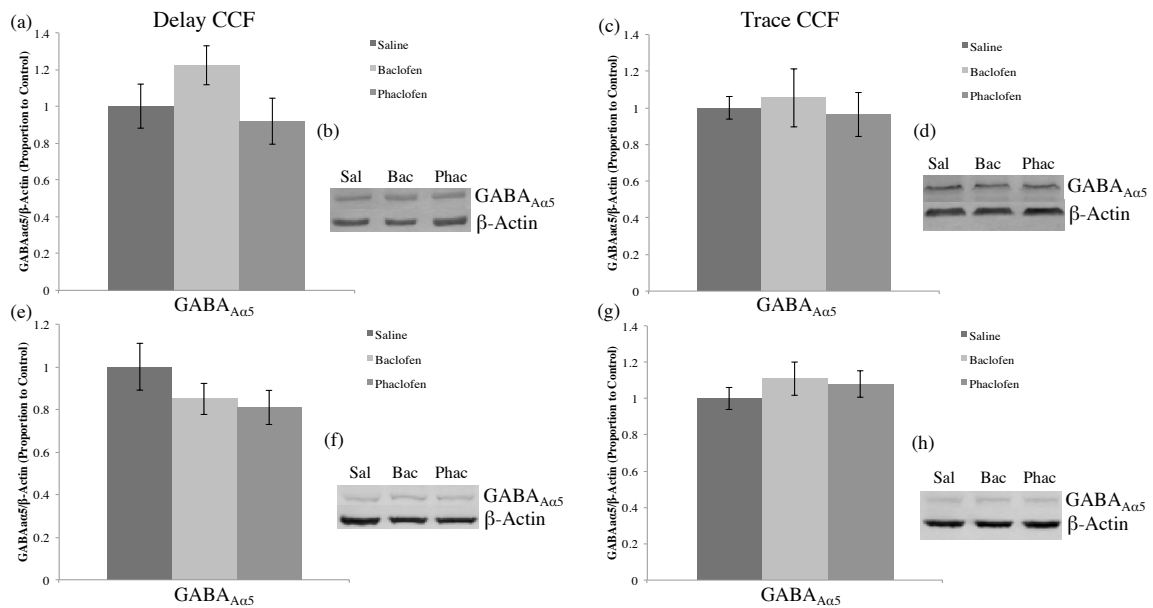 (a)
Delay CCF
GABAaα5/β-Actin (Proportion to Control)
1.4
1.2
1
0.8
0.6
0.4
0.2
0
GABAAα5
Saline
Baclofen
Phaclofen
(b)
Sal Bac Phac
GABAAα5
β-Actin
(c)
Trace CCF
GABAaα5/β-Actin (Proportion to Control)
1.4
1.2
1
0.8
0.6
0.4
0.2
0
GABAAα5
Saline
Baclofen
Phaclofen
(d)
Sal Bac Phac
GABAAα5
β-Actin
(e)
GABAaα5/β-Actin (Proportion to Control)
1.2
1
0.8
0.6
0.4
0.2
0
GABAAα5
Saline
Baclofen
Phaclofen
(f)
Sal Bac Phac
GABAAα5
β-Actin
(g)
GABAaα5/β-Actin (Proportion to Control)
1.4
1.2
1
0.8
0.6
0.4
0.2
0
GABAAα5
Saline
Baclofen
Phaclofen
(h)
Sal Bac Phac
GABAAα5
β-Actin